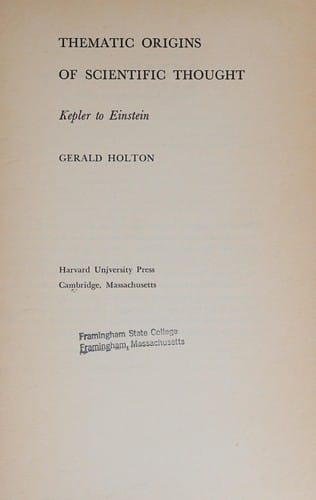 THEMATIC ORIGINS
OF SCIENTIFIC THOUGHT
Kepler to Einstein
GERALD HOLTON
Harvard University Press
Cambridge, Massachusetts
Framingham State College
Framingham, Massachusetts